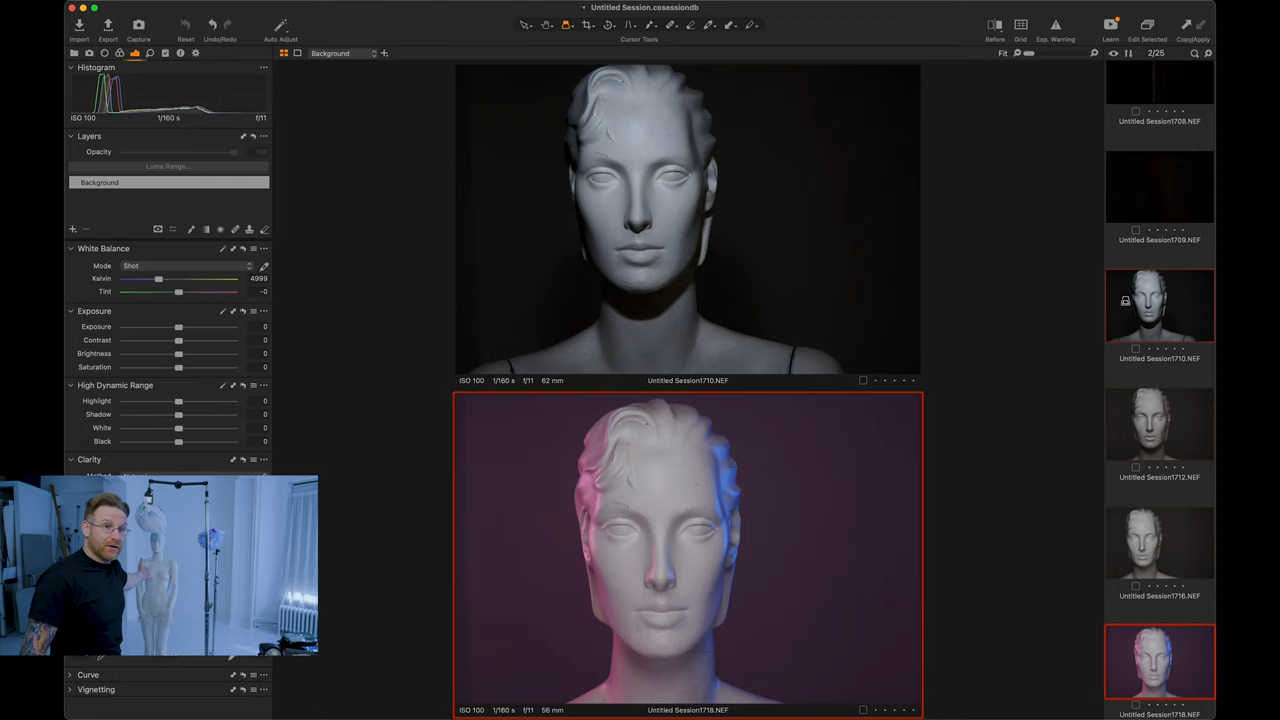 Untitled Session.cosessiondb
Import
Export
Capture
Reset
Undo/Redo
Auto Adjust
Cursor Tools
Before
Grid
Exp. Warning
Learn
Edit Selected
Copy/Apply
Background
Fit
2/25
Histogram
ISO 100
1/160 s
f/11
Layers
Opacity
100
Luma Range...
Background
White Balance
Mode
Shot
Kelvin
4999
Tint
-0
Exposure
Exposure
0
Contrast
0
Brightness
0
Saturation
0
High Dynamic Range
Highlight
0
Shadow
0
White
0
Black
0
Clarity
Curve
Vignetting
ISO 100
1/160 s
f/11
62 mm
Untitled Session1710.NEF
ISO 100
1/160 s
f/11
56 mm
Untitled Session1718.NEF
Untitled Session1708.NEF
Untitled Session1709.NEF
Untitled Session1710.NEF
Untitled Session1712.NEF
Untitled Session1716.NEF
Untitled Session1718.NEF